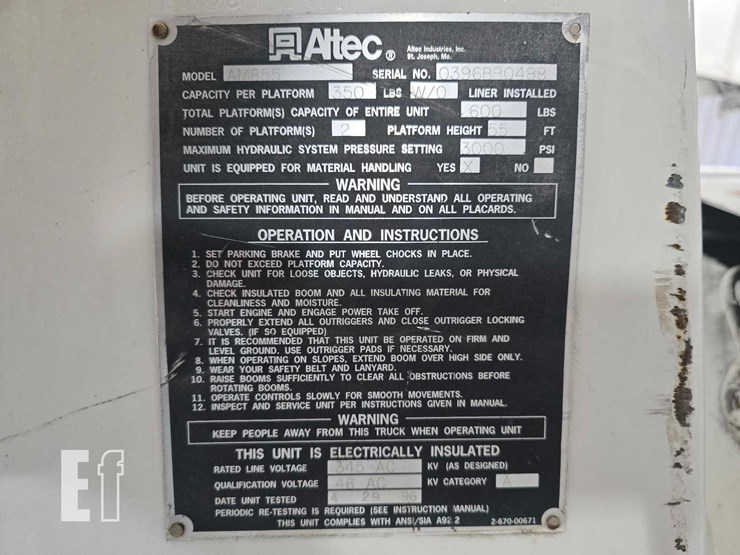 Altec®
Altec Industries, Inc.
St. Joseph, Mo.
MODEL AM855 SERIAL NO. 0396BB0488
CAPACITY PER PLATFORM 350 LBS W/O LINER INSTALLED
TOTAL PLATFORM(S) CAPACITY OF ENTIRE UNIT 600 LBS
NUMBER OF PLATFORM(S) 2 PLATFORM HEIGHT 55 FT
MAXIMUM HYDRAULIC SYSTEM PRESSURE SETTING 3000 PSI
UNIT IS EQUIPPED FOR MATERIAL HANDLING YES X NO
WARNING
BEFORE OPERATING UNIT, READ AND UNDERSTAND ALL OPERATING
AND SAFETY INFORMATION IN MANUAL AND ON ALL PLACARDS.
OPERATION AND INSTRUCTIONS
1. SET PARKING BRAKE AND PUT WHEEL CHOCKS IN PLACE.
2. DO NOT EXCEED PLATFORM CAPACITY.
3. CHECK UNIT FOR LOOSE OBJECTS, HYDRAULIC LEAKS, OR PHYSICAL
DAMAGE.
4. CHECK INSULATED BOOM AND ALL INSULATING MATERIAL FOR
CLEANLINESS AND MOISTURE.
5. START ENGINE AND ENGAGE POWER TAKE OFF.
6. PROPERLY EXTEND ALL OUTRIGGERS AND CLOSE OUTRIGGER LOCKING
VALVES. (IF SO EQUIPPED)
7. IT IS RECOMMENDED THAT THIS UNIT BE OPERATED ON FIRM AND
LEVEL GROUND. USE OUTRIGGER PADS IF NECESSARY.
8. WHEN OPERATING ON SLOPES, EXTEND BOOM OVER HIGH SIDE ONLY.
9. WEAR YOUR SAFETY BELT AND LANYARD.
10. RAISE BOOMS SUFFICIENTLY TO CLEAR ALL OBSTRUCTIONS BEFORE
ROTATING BOOMS.
11. OPERATE CONTROLS SLOWLY FOR SMOOTH MOVEMENTS.
12. INSPECT AND SERVICE UNIT PER INSTRUCTIONS GIVEN IN MANUAL.
WARNING
KEEP PEOPLE AWAY FROM THIS TRUCK WHEN OPERATING UNIT
THIS UNIT IS ELECTRICALLY INSULATED
RATED LINE VOLTAGE 345 AC KV (AS DESIGNED)
QUALIFICATION VOLTAGE 46 AC KV CATEGORY A
DATE UNIT TESTED 4 29 96
PERIODIC RE-TESTING IS REQUIRED (SEE INSTRUCTION MANUAL)
THIS UNIT COMPLIES WITH ANSI/SIA A92.2 2-670-00671
Ef